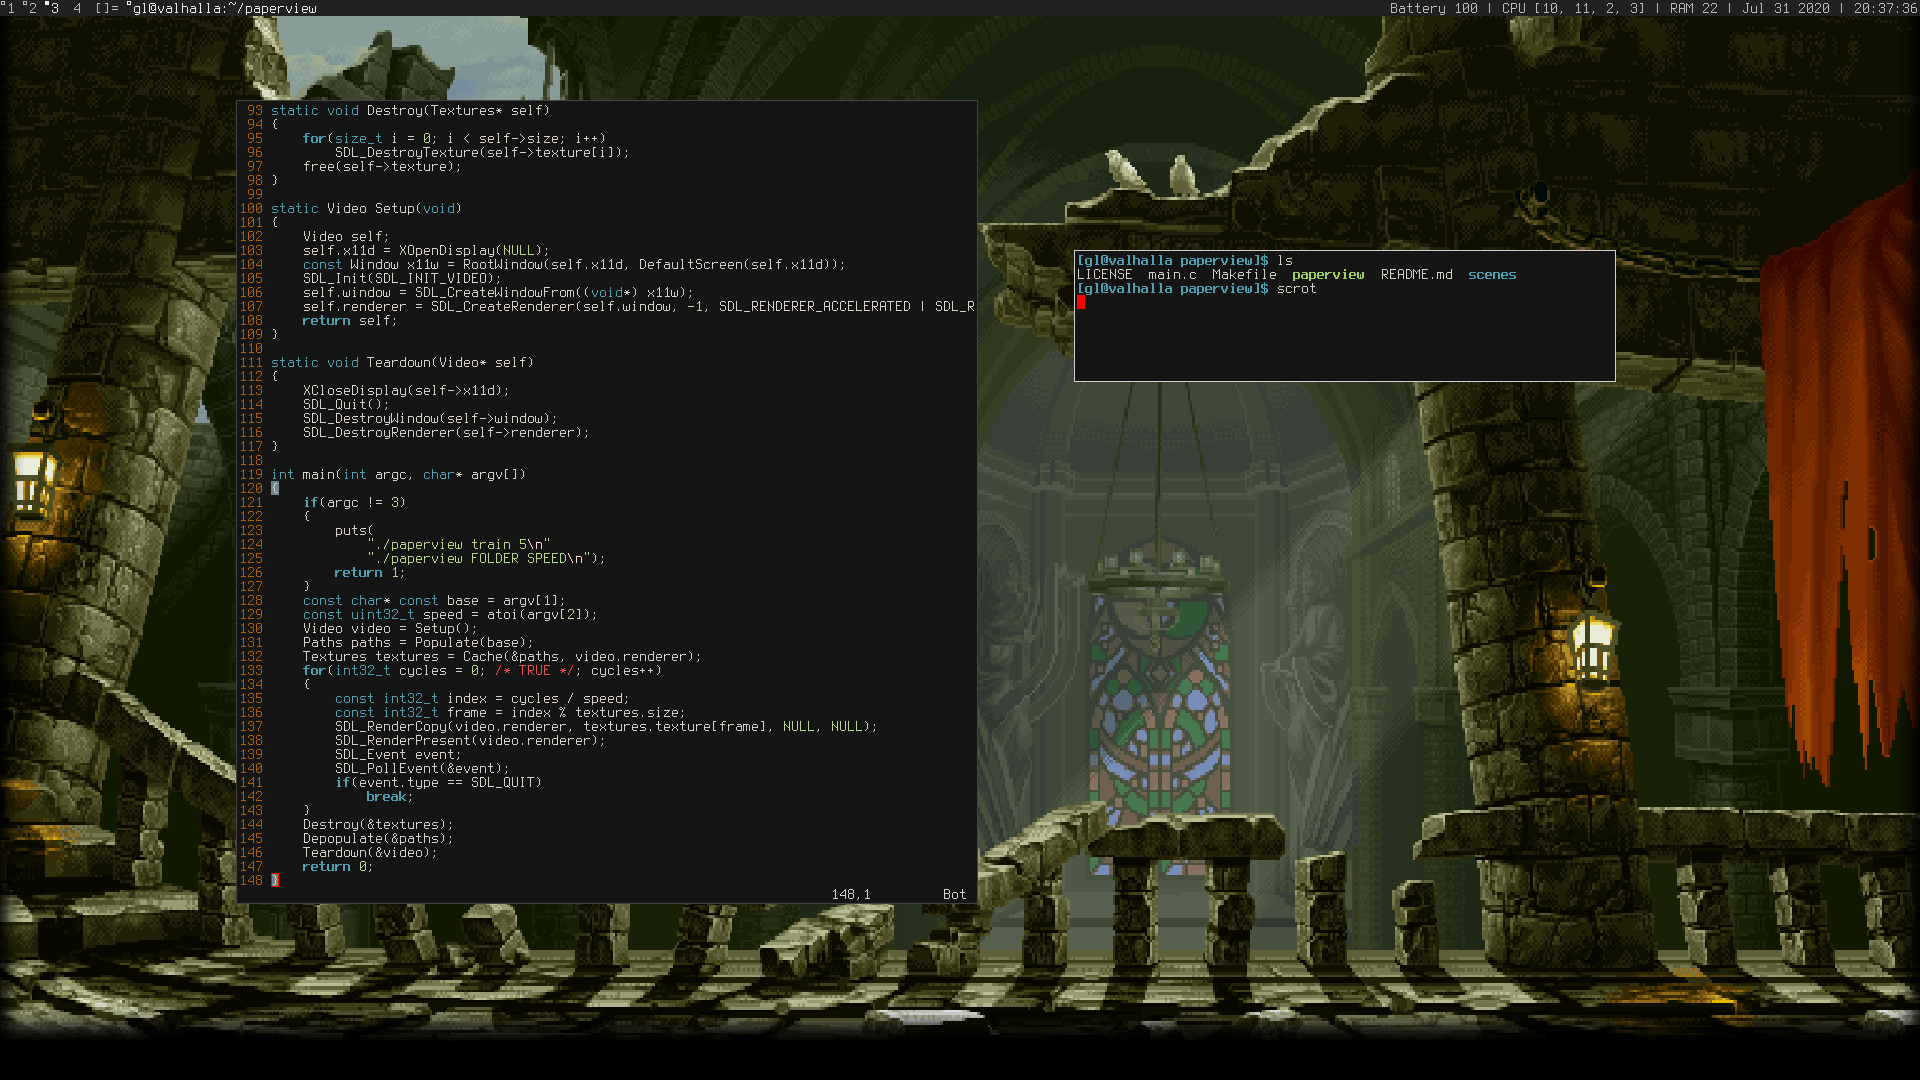 1 2 3 4 []= gl@valhalla:~/paperview
Battery 100 | CPU [10, 11, 2, 3] | RAM 22 | Jul 31 2020 | 20:37:36
93 static void Destroy(Textures* self)
94 {
95     for(size_t i = 0; i < self->size; i++)
96         SDL_DestroyTexture(self->texture[i]);
97     free(self->texture);
98 }
99
100 static Video Setup(void)
101 {
102     Video self;
103     self.x11d = XOpenDisplay(NULL);
104     const Window x11w = RootWindow(self.x11d, DefaultScreen(self.x11d));
105     SDL_Init(SDL_INIT_VIDEO);
106     self.window = SDL_CreateWindowFrom((void*) x11w);
107     self.renderer = SDL_CreateRenderer(self.window, -1, SDL_RENDERER_ACCELERATED | SDL_R
108     return self;
109 }
110
111 static void Teardown(Video* self)
112 {
113     XCloseDisplay(self->x11d);
114     SDL_Quit();
115     SDL_DestroyWindow(self->window);
116     SDL_DestroyRenderer(self->renderer);
117 }
118
119 int main(int argc, char* argv[])
120 {
121     if(argc != 3)
122     {
123         puts(
124             "./paperview train 5\n"
125             "./paperview FOLDER SPEED\n");
126         return 1;
127     }
128     const char* const base = argv[1];
129     const uint32_t speed = atoi(argv[2]);
130     Video video = Setup();
131     Paths paths = Populate(base);
132     Textures textures = Cache(&paths, video.renderer);
133     for(int32_t cycles = 0; /* TRUE */; cycles++)
134     {
135         const int32_t index = cycles / speed;
136         const int32_t frame = index % textures.size;
137         SDL_RenderCopy(video.renderer, textures.texture[frame], NULL, NULL);
138         SDL_RenderPresent(video.renderer);
139         SDL_Event event;
140         SDL_PollEvent(&event);
141         if(event.type == SDL_QUIT)
142             break;
143     }
144     Destroy(&textures);
145     Depopulate(&paths);
146     Teardown(&video);
147     return 0;
148 }
148,1 Bot
[gl@valhalla paperview]$ ls
LICENSE main.c Makefile paperview README.md scenes
[gl@valhalla paperview]$ scrot